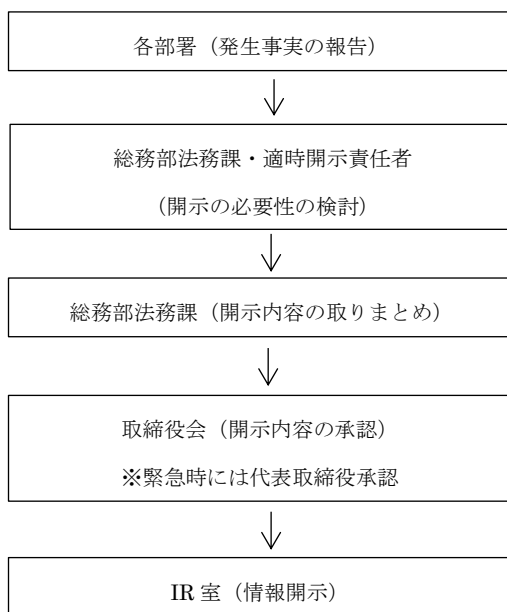 各部署（発生事実の報告）
総務部法務課・適時開示責任者
（開示の必要性の検討）
総務部法務課（開示内容の取りまとめ）
取締役会（開示内容の承認）
※緊急時には代表取締役承認
IR 室（情報開示）